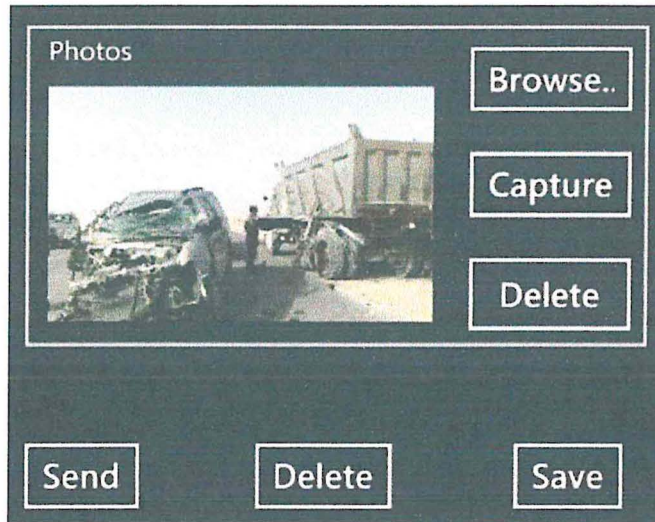 Photos
Browse..
Capture
Delete
Send Delete Save